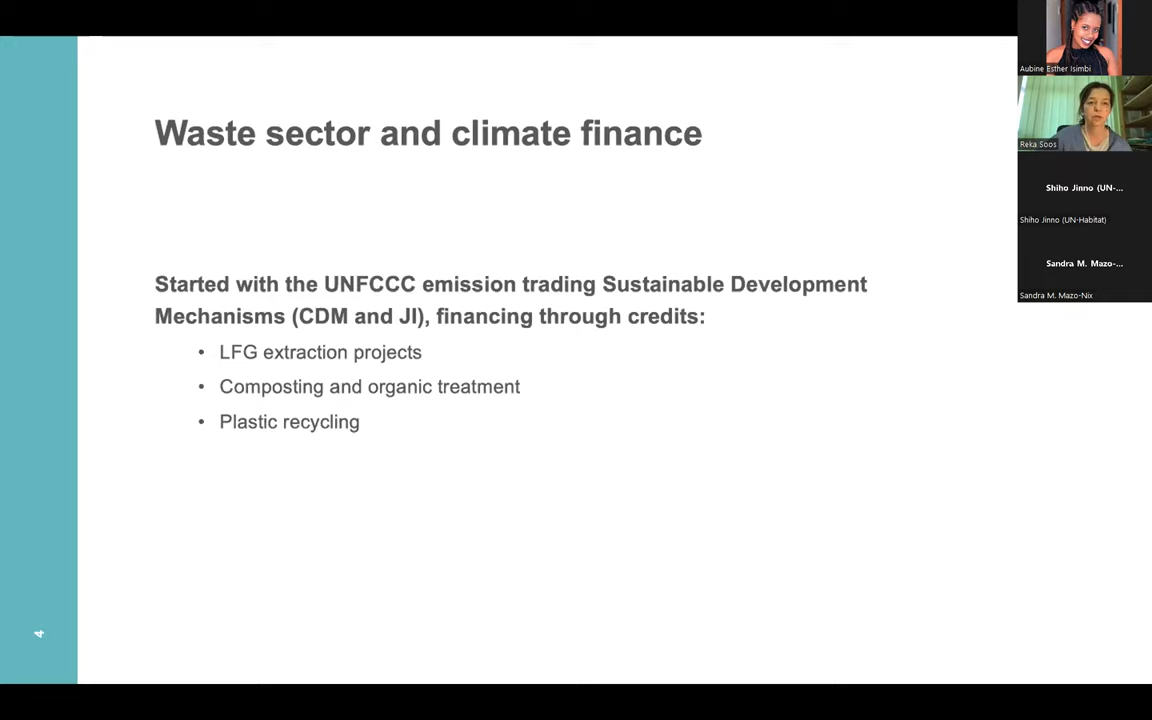 Waste sector and climate finance
Started with the UNFCCC emission trading Sustainable Development
Mechanisms (CDM and JI), financing through credits:
• LFG extraction projects
• Composting and organic treatment
• Plastic recycling
4
Aubine Esther Isimbi
Reka Soos
Shiho Jinno (UN-...
Shiho Jinno (UN-Habitat)
Sandra M. Mazo-...
Sandra M. Mazo-Nix